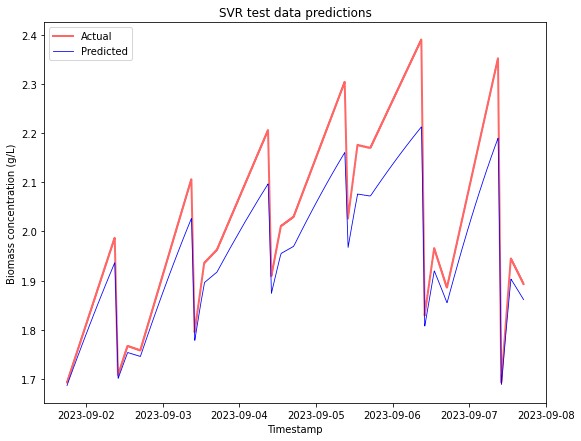 SVR test data predictions
Actual
Predicted
Biomass concentration (g/L)
2.4
2.3
2.2
2.1
2.0
1.9
1.8
1.7
2023-09-02 2023-09-03 2023-09-04 2023-09-05 2023-09-06 2023-09-07 2023-09-08
Timestamp